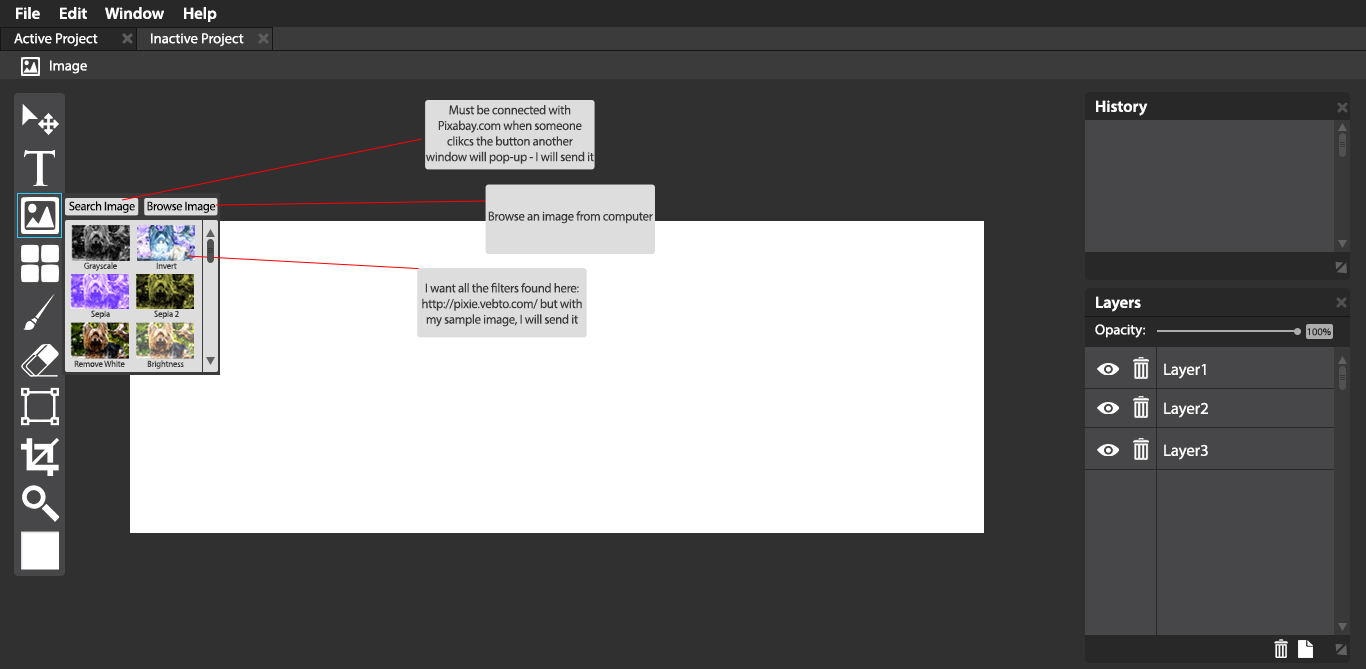 File Edit Window Help
Active Project Inactive Project
Image
Must be connected with
Pixabay.com when someone
clikcs the button another
window will pop-up - I will send it
Search Image Browse Image
Browse an image from computer
Grayscale Invert
Sepia Sepia 2
Remove White Brightness
I want all the filters found here:
http://pixie.vebto.com/ but with
my sample image, I will send it
History
Layers
Opacity: 100%
Layer1
Layer2
Layer3